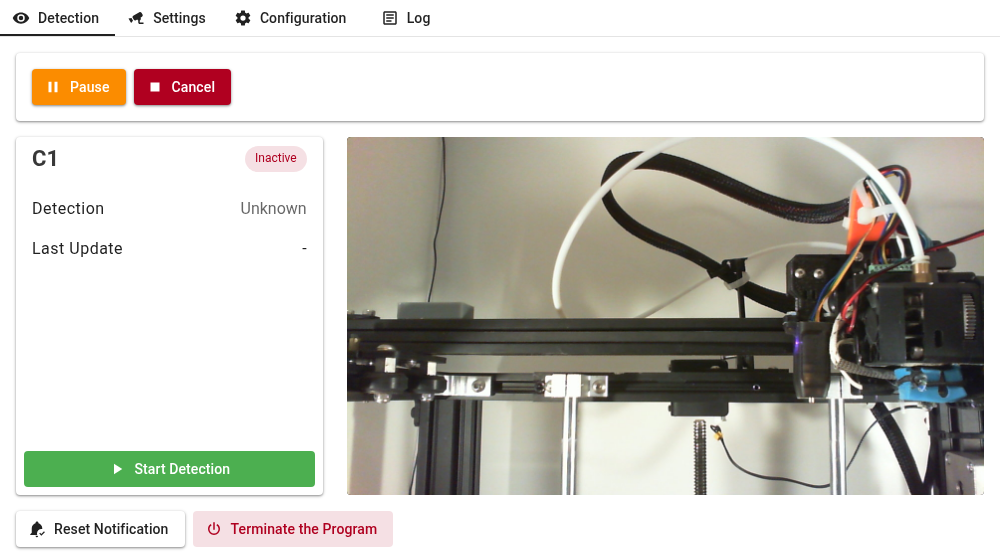 Detection
Settings
Configuration
Log
Pause
Cancel
C1
Inactive
Detection
Unknown
Last Update
-
Start Detection
Reset Notification
Terminate the Program